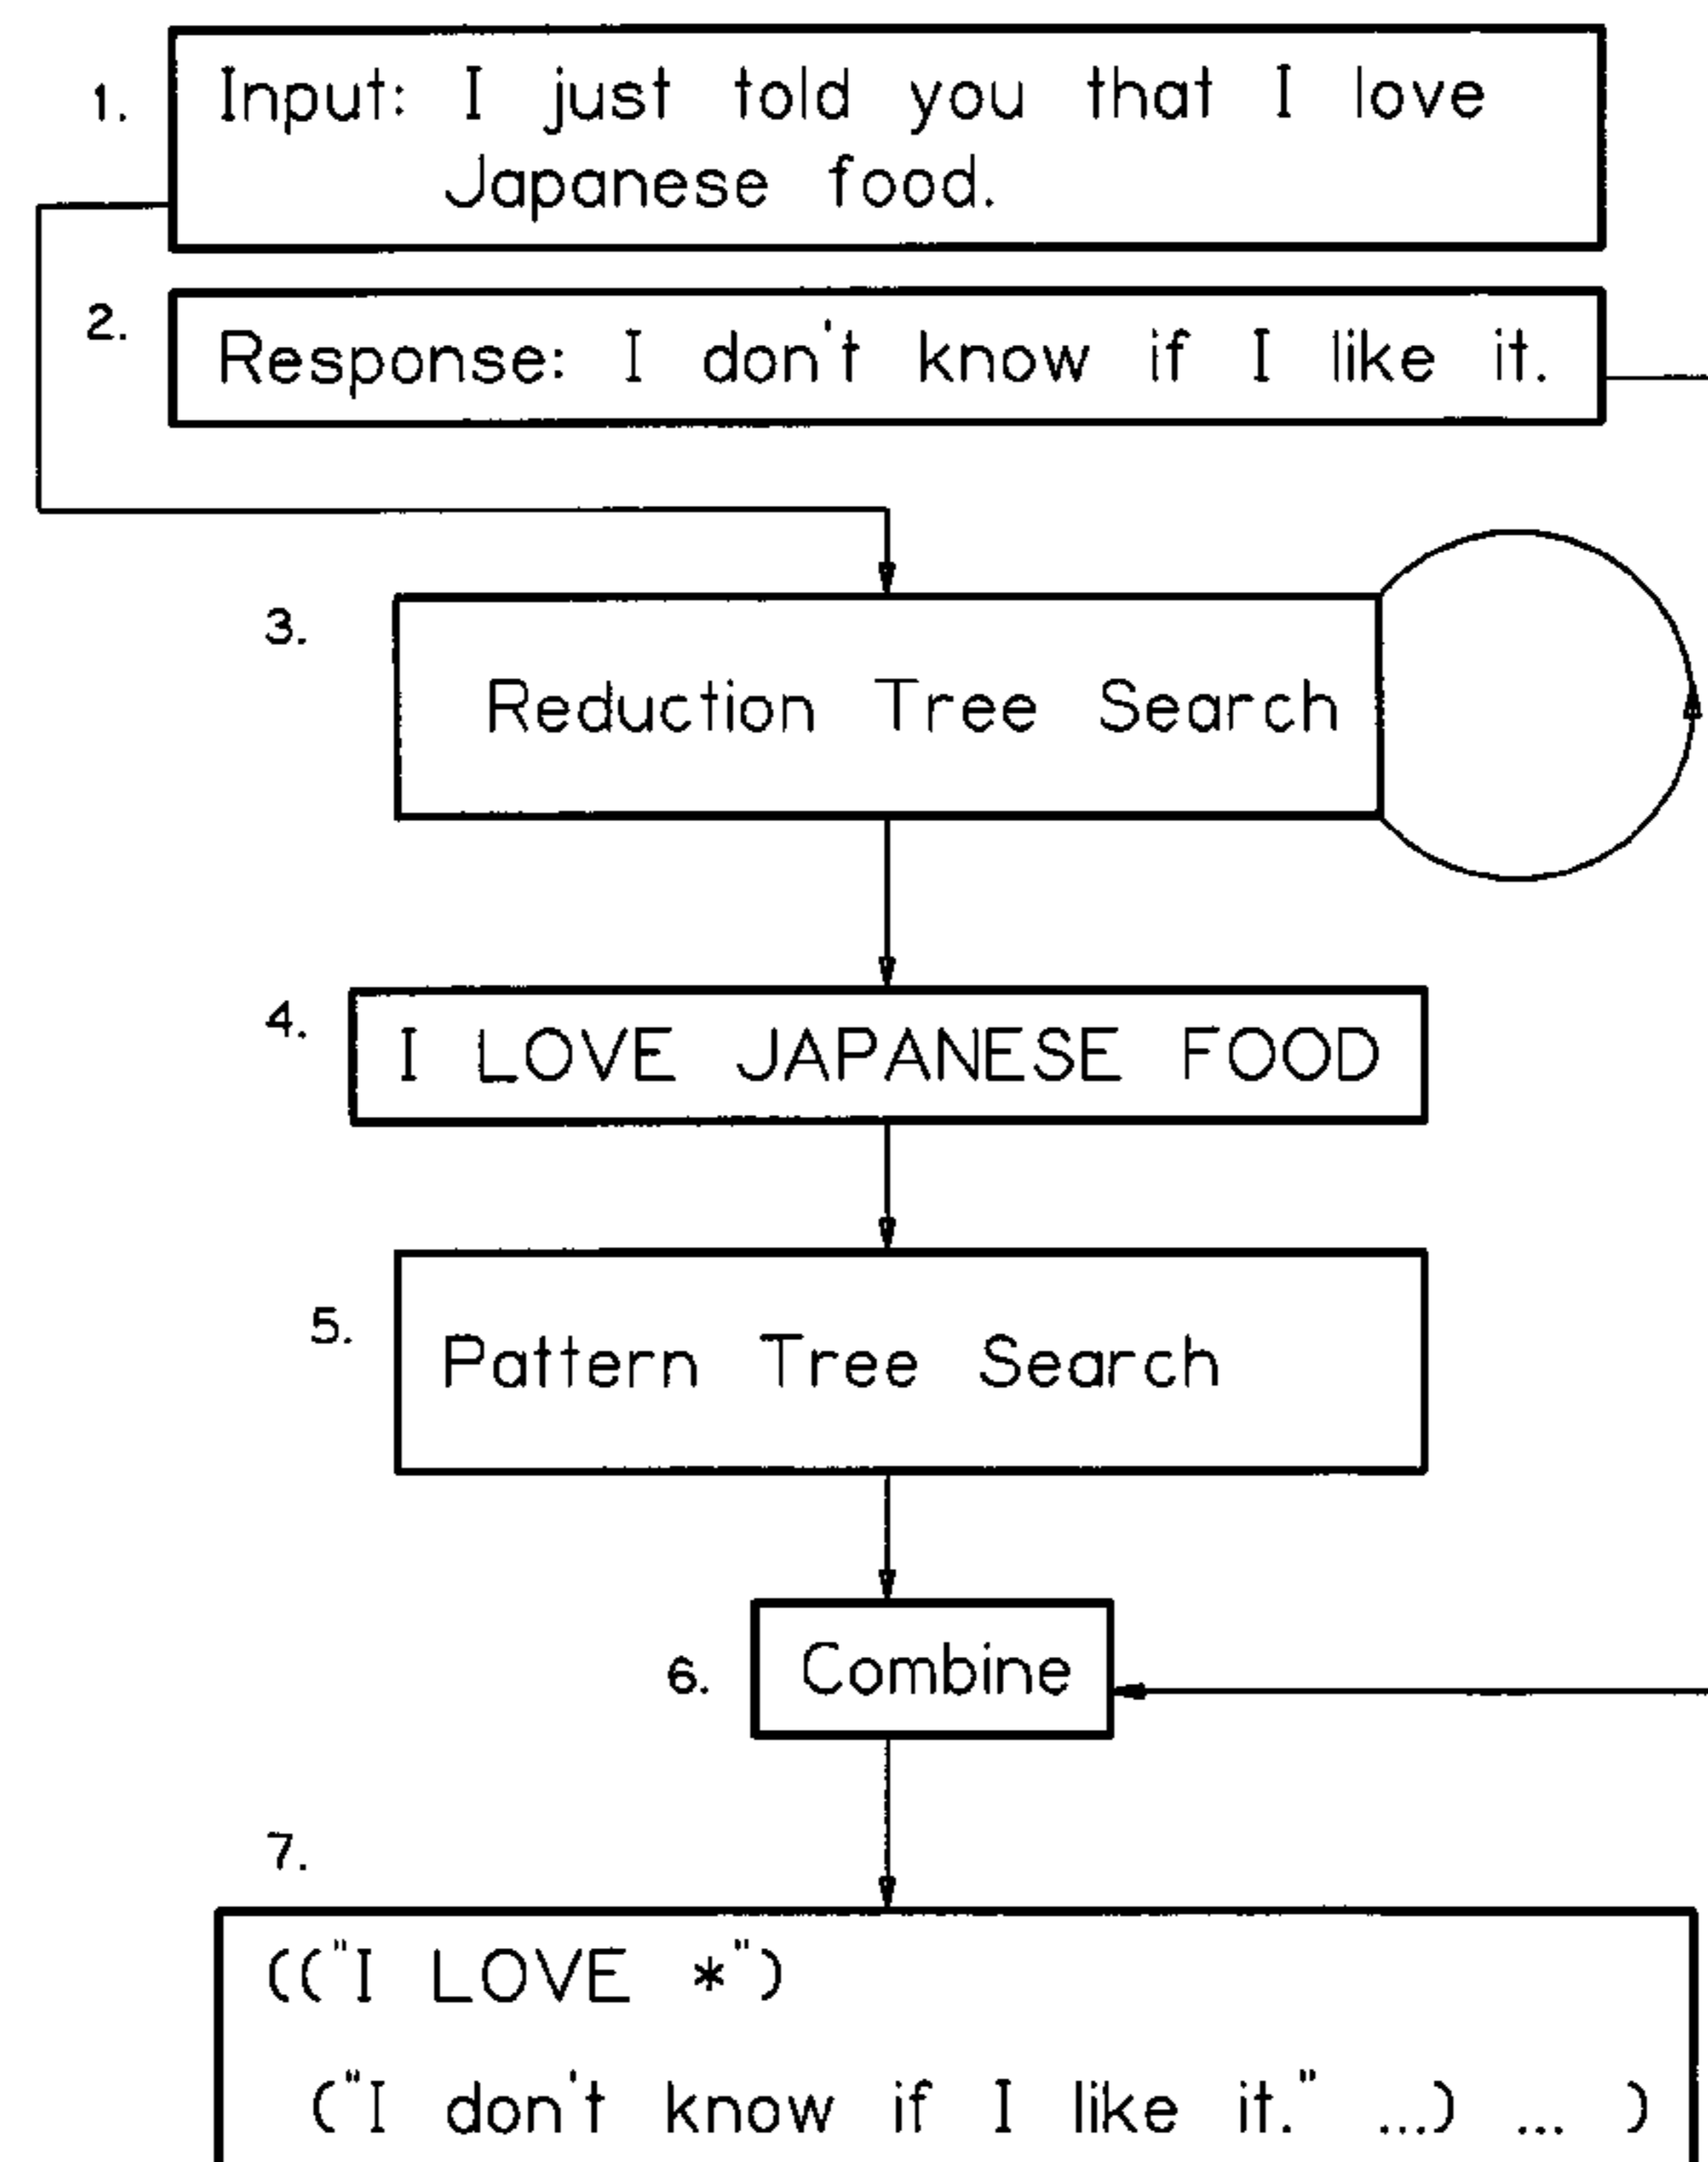 1. Input: I just told you that I love
Japanese food.
2. Response: I don't know if I like it.
3. Reduction Tree Search
4. I LOVE JAPANESE FOOD
5. Pattern Tree Search
6. Combine
7.
(("I LOVE *")
("I don't know if I like it." ...) ... )